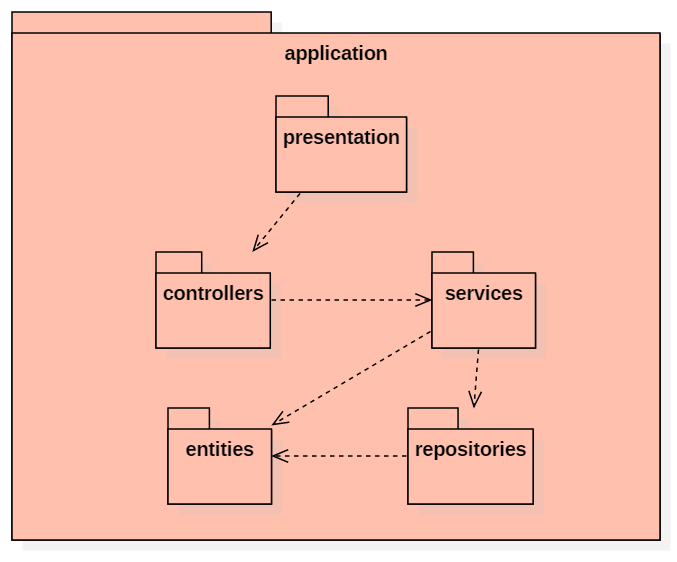 application
presentation
controllers
services
entities
repositories